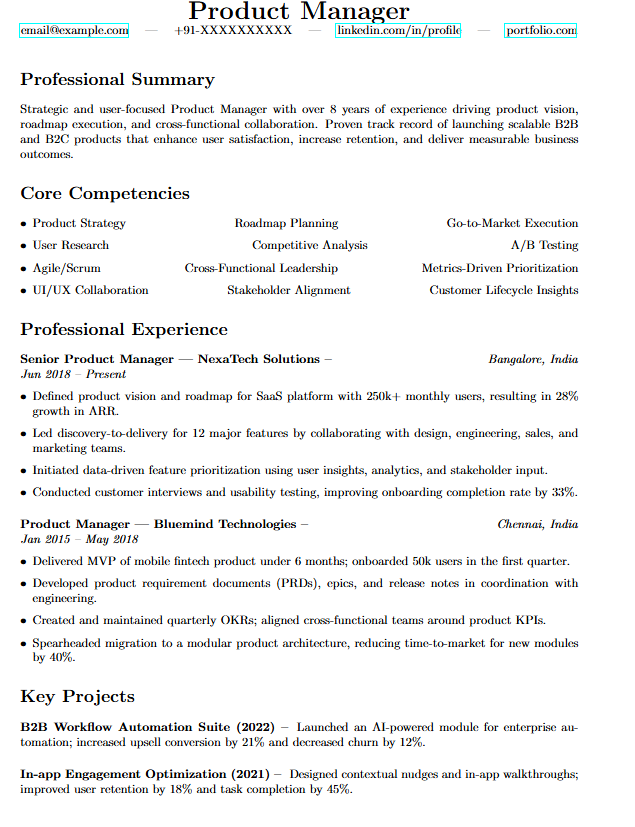 Product Manager
email@example.com — +91-XXXXXXXXXX — linkedin.com/in/profile — portfolio.com
Professional Summary
Strategic and user-focused Product Manager with over 8 years of experience driving product vision,
roadmap execution, and cross-functional collaboration. Proven track record of launching scalable B2B
and B2C products that enhance user satisfaction, increase retention, and deliver measurable business
outcomes.
Core Competencies
• Product Strategy Roadmap Planning Go-to-Market Execution
• User Research Competitive Analysis A/B Testing
• Agile/Scrum Cross-Functional Leadership Metrics-Driven Prioritization
• UI/UX Collaboration Stakeholder Alignment Customer Lifecycle Insights
Professional Experience
Senior Product Manager — NexaTech Solutions – Bangalore, India
Jun 2018 – Present
• Defined product vision and roadmap for SaaS platform with 250k+ monthly users, resulting in 28%
growth in ARR.
• Led discovery-to-delivery for 12 major features by collaborating with design, engineering, sales, and
marketing teams.
• Initiated data-driven feature prioritization using user insights, analytics, and stakeholder input.
• Conducted customer interviews and usability testing, improving onboarding completion rate by 33%.
Product Manager — Bluemind Technologies – Chennai, India
Jan 2015 – May 2018
• Delivered MVP of mobile fintech product under 6 months; onboarded 50k users in the first quarter.
• Developed product requirement documents (PRDs), epics, and release notes in coordination with
engineering.
• Created and maintained quarterly OKRs; aligned cross-functional teams around product KPIs.
• Spearheaded migration to a modular product architecture, reducing time-to-market for new modules
by 40%.
Key Projects
B2B Workflow Automation Suite (2022) – Launched an AI-powered module for enterprise au-
tomation; increased upsell conversion by 21% and decreased churn by 12%.
In-app Engagement Optimization (2021) – Designed contextual nudges and in-app walkthroughs;
improved user retention by 18% and task completion by 45%.